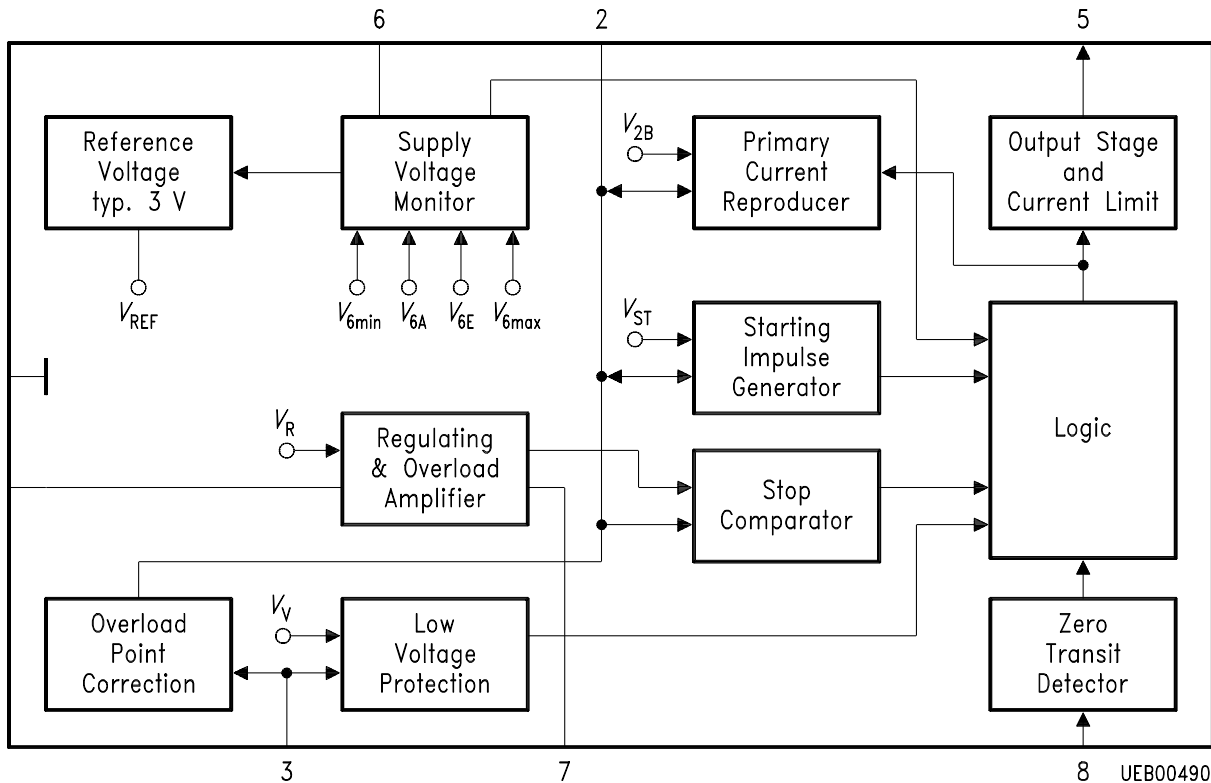 6
2
5
Reference
Voltage
typ. 3 V
Supply
Voltage
Monitor
V2B
Primary
Current
Reproducer
Output Stage
and
Current Limit
VREF
V6min
V6A
V6E
V6max
VST
Starting
Impulse
Generator
Logic
VR
Regulating
& Overload
Amplifier
Stop
Comparator
Overload
Point
Correction
VV
Low
Voltage
Protection
Zero
Transit
Detector
3
7
8
UEB00490